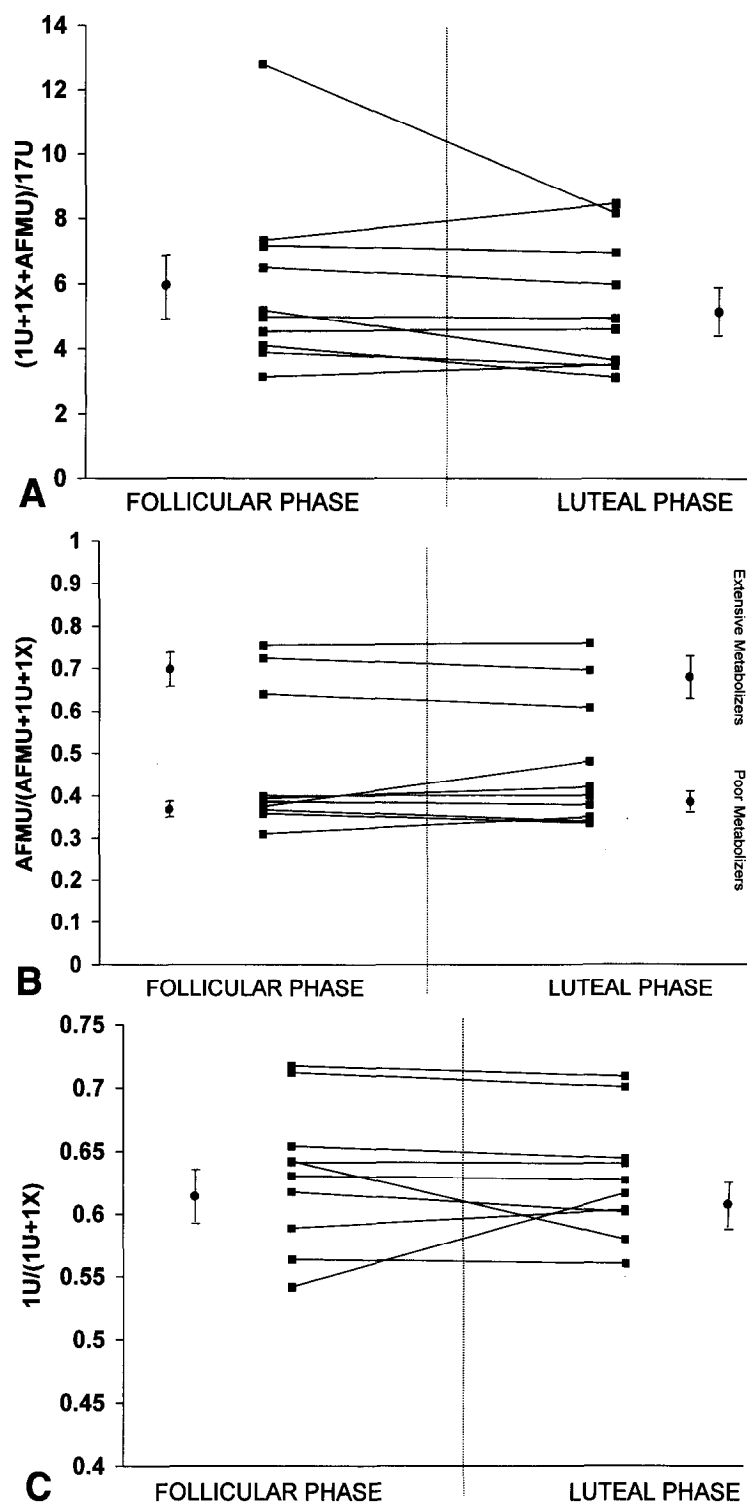 14
12
10
8
6
4
2
0
(1U+1X+AFMU)/17U
A
FOLLICULAR PHASE
LUTEAL PHASE
1
0.9
0.8
0.7
0.6
0.5
0.4
0.3
0.2
0.1
0
AFMU/(AFMU+1U+1X)
Extensive Metabolizers
Poor Metabolizers
B
FOLLICULAR PHASE
LUTEAL PHASE
0.75
0.7
0.65
0.6
0.55
0.5
0.45
0.4
1U/(1U+1X)
C
FOLLICULAR PHASE
LUTEAL PHASE